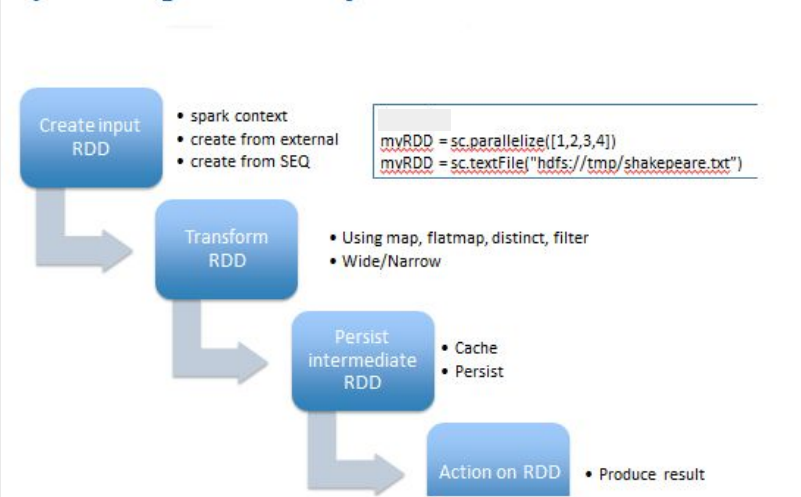 Create input
RDD
• spark context
• create from external
• create from SEQ
mvRDD = sc.parallelize([1,2,3,4])
mvRDD = sc.textFile("hdfs://tmp/shakepeare.txt")
Transform
RDD
• Using map, flatmap, distinct, filter
• Wide/Narrow
Persist
intermediate
RDD
• Cache
• Persist
Action on RDD
• Produce result